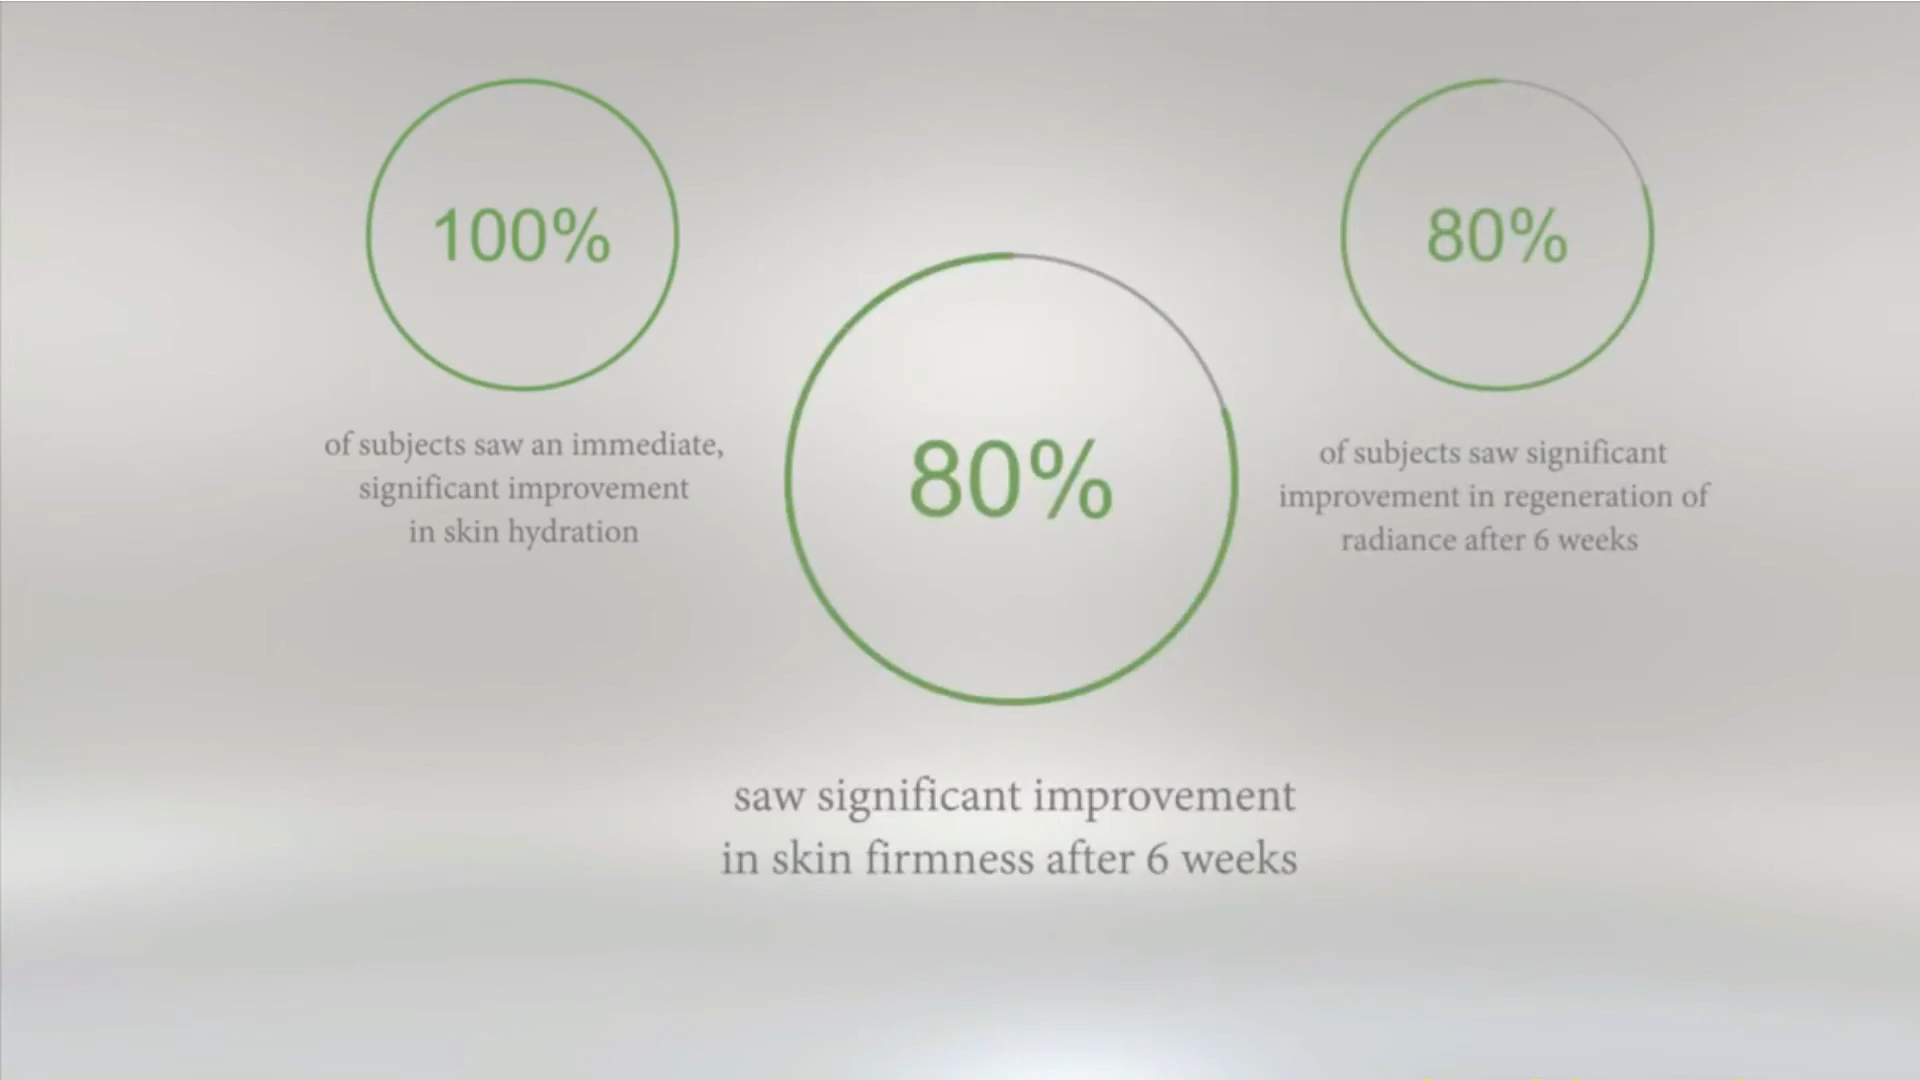 100%
of subjects saw an immediate,
significant improvement
in skin hydration
80%
saw significant improvement
in skin firmness after 6 weeks
80%
of subjects saw significant
improvement in regeneration of
radiance after 6 weeks